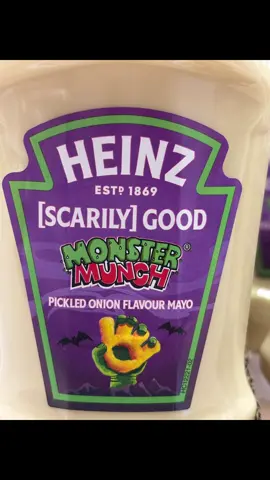 HEINZ
ESTD 1869
[SCARILY] GOOD
MONSTER
MUNCH®
PICKLED ONION FLAVOUR MAYO